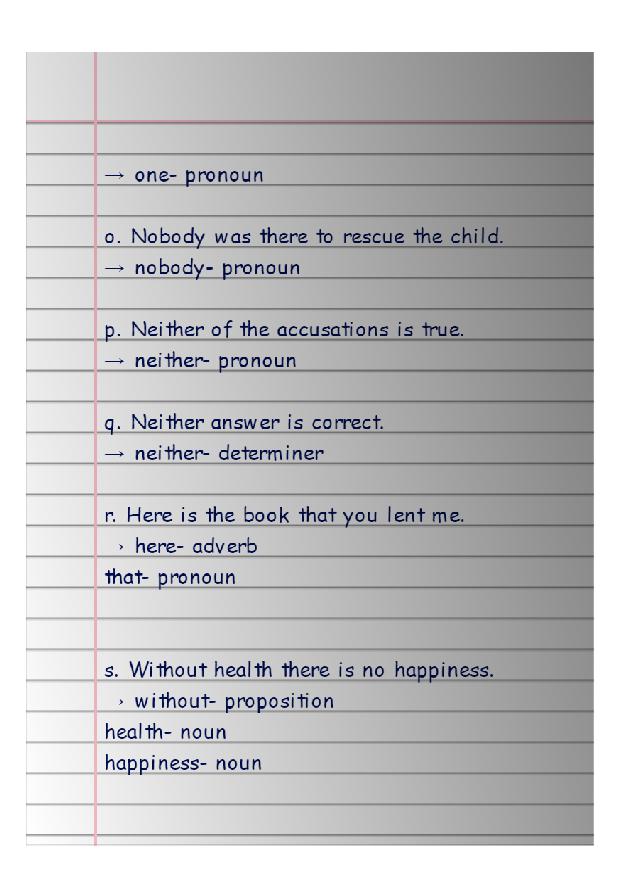 → one- pronoun
o. Nobody was there to rescue the child.
→ nobody- pronoun
p. Neither of the accusations is true.
→ neither- pronoun
q. Neither answer is correct.
→ neither- determiner
r. Here is the book that you lent me.
→ here- adverb
that- pronoun
s. Without health there is no happiness.
→ without- proposition
health- noun
happiness- noun